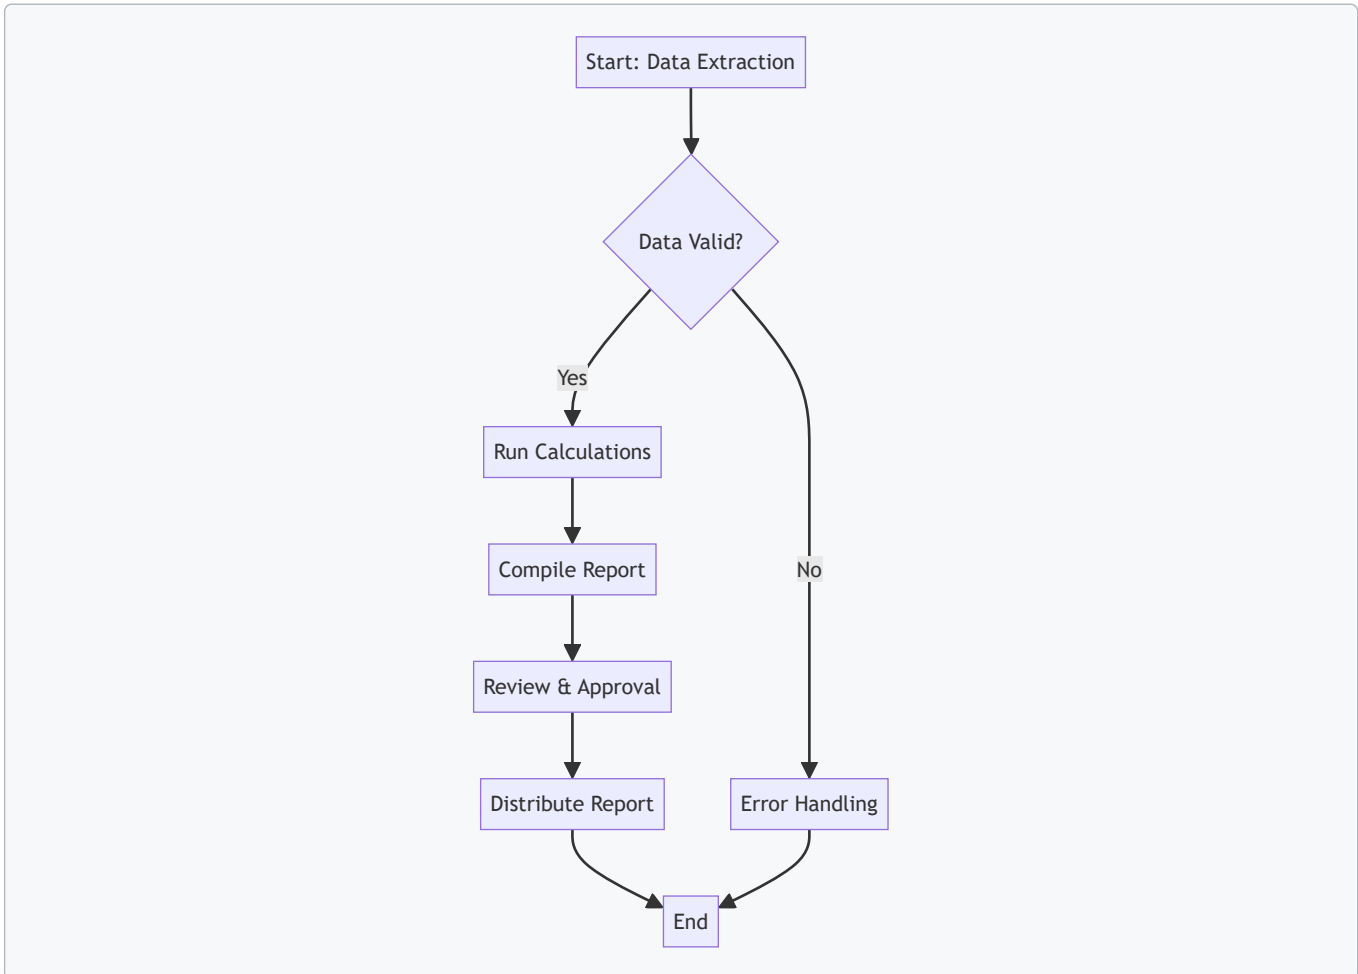 Start: Data Extraction
Data Valid?
Yes
Run Calculations
Compile Report
No
Review & Approval
Distribute Report
Error Handling
End